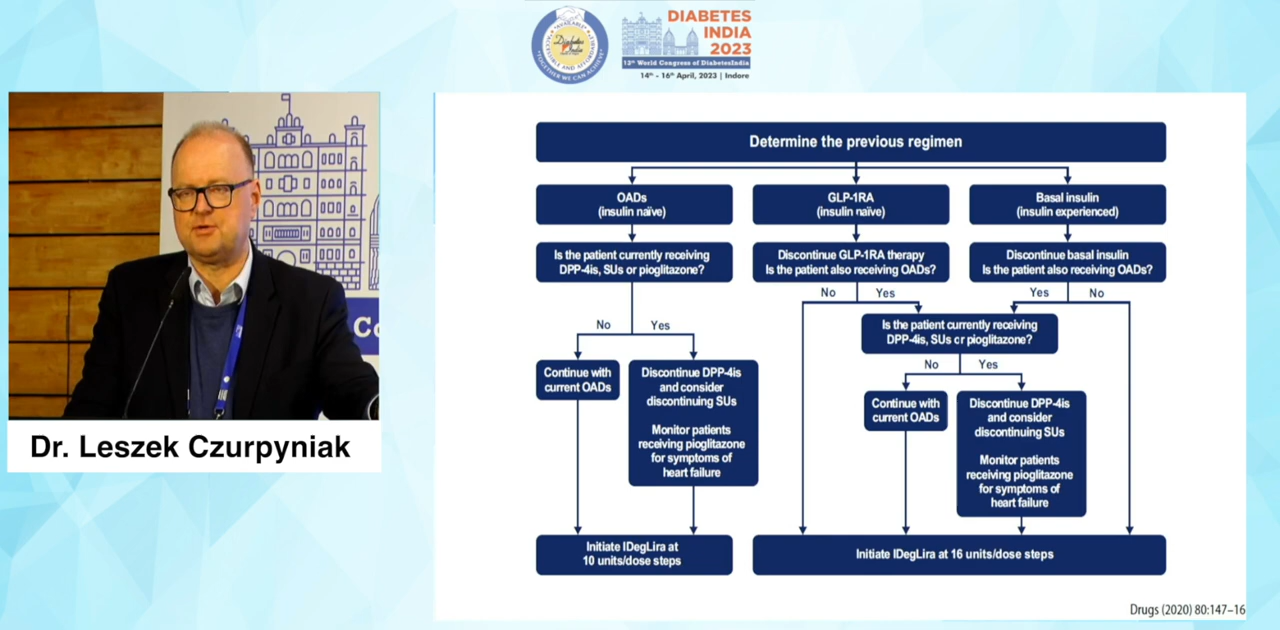 DIABETES
INDIA
2023
12th World Congress of DiabetesIndia
14th - 16th April, 2023 | Indore
Diabetes
India
TOGETHER WE CAN ACHIEVE
Dr. Leszek Czurpyniak
Determine the previous regimen
OADs
(insulin naïve)
GLP-1RA
(insulin naïve)
Basal insulin
(insulin experienced)
Is the patient currently receiving
DPP-4is, SUs or pioglitazone?
Discontinue GLP-1RA therapy
Is the patient also receiving OADs?
Discontinue basal insulin
Is the patient also receiving OADs?
No
Yes
No
Yes
Yes
No
Is the patient currently receiving
DPP-4is, SUs or pioglitazone?
No
Yes
Continue with
current OADs
Discontinue DPP-4is
and consider
discontinuing SUs
Monitor patients
receiving pioglitazone
for symptoms of
heart failure
Continue with
current OADs
Discontinue DPP-4is
and consider
discontinuing SUs
Monitor patients
receiving pioglitazone
for symptoms of
heart failure
Initiate IDegLira at
10 units/dose steps
Initiate IDegLira at 16 units/dose steps
Drugs (2020) 80:147–16